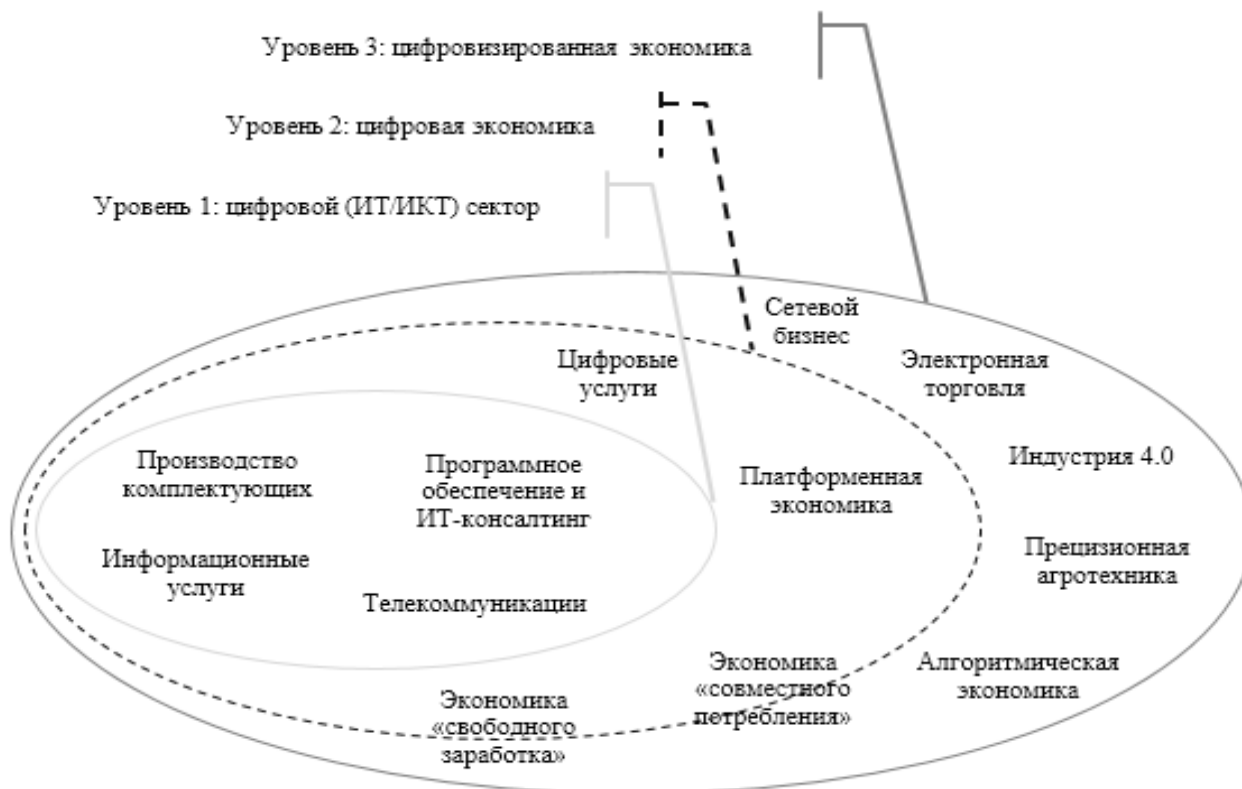 Уровень 3: цифровизированная экономика
Уровень 2: цифровая экономика
Уровень 1: цифровой (ИТ/ИКТ) сектор
Сетевой
бизнес
Цифровые
услуги
Электронная
торговля
Производство
комплектующих
Программное
обеспечение и
ИТ-консалтинг
Платформенная
экономика
Индустрия 4.0
Информационные
услуги
Телекоммуникации
Прецизионная
агротехника
Экономика
«свободного
заработка»
Экономика
«совместного
потребления»
Алгоритмическая
экономика